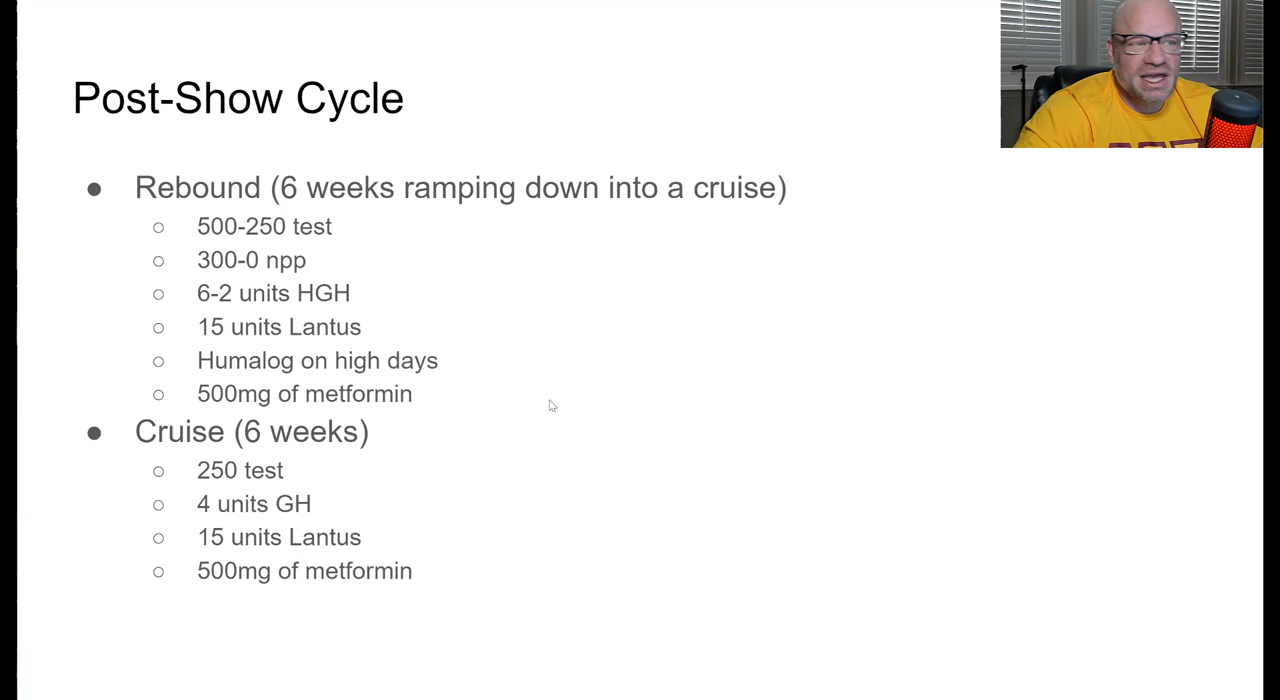 Post-Show Cycle
● Rebound (6 weeks ramping down into a cruise)
○ 500-250 test
○ 300-0 npp
○ 6-2 units HGH
○ 15 units Lantus
○ Humalog on high days
○ 500mg of metformin
● Cruise (6 weeks)
○ 250 test
○ 4 units GH
○ 15 units Lantus
○ 500mg of metformin